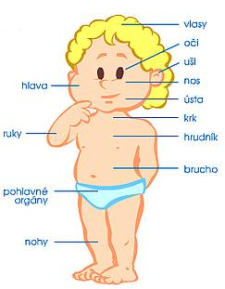 vlasy
oči
uši
nos
hlava
ústa
krk
ruky
hrudník
brucho
pohlavné
orgány
nohy